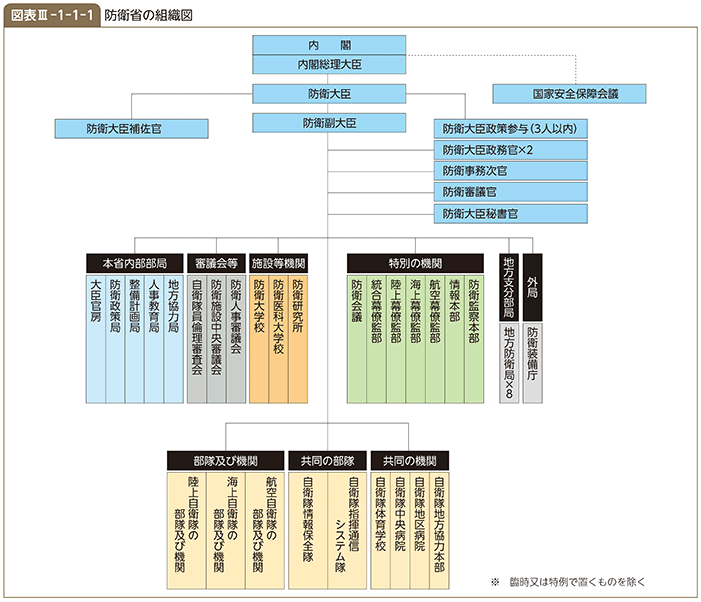 図表Ⅲ-1-1-1 防衛省の組織図
内 閣
内閣総理大臣
防衛大臣
国家安全保障会議
防衛大臣補佐官
防衛副大臣
防衛大臣政策参与(3人以内)
防衛大臣政務官×2
防衛事務次官
防衛審議官
防衛大臣秘書官
本省内部部局
大臣官房
防衛政策局
整備計画局
人事教育局
地方協力局
審議会等
自衛隊員倫理審査会
防衛施設中央審議会
防衛人事審議会
施設等機関
防衛大学校
防衛医科大学校
防衛研究所
特別の機関
防衛会議
統合幕僚監部
陸上幕僚監部
海上幕僚監部
航空幕僚監部
情報本部
防衛監察本部
地方支分部局
地方防衛局×8
外局
防衛装備庁
部隊及び機関
陸上自衛隊の
部隊及び機関
海上自衛隊の
部隊及び機関
航空自衛隊の
部隊及び機関
共同の部隊
自衛隊情報保全隊
自衛隊指揮通信
システム隊
共同の機関
自衛隊体育学校
自衛隊中央病院
自衛隊地区病院
自衛隊地方協力本部
※ 臨時又は特例で置くものを除く